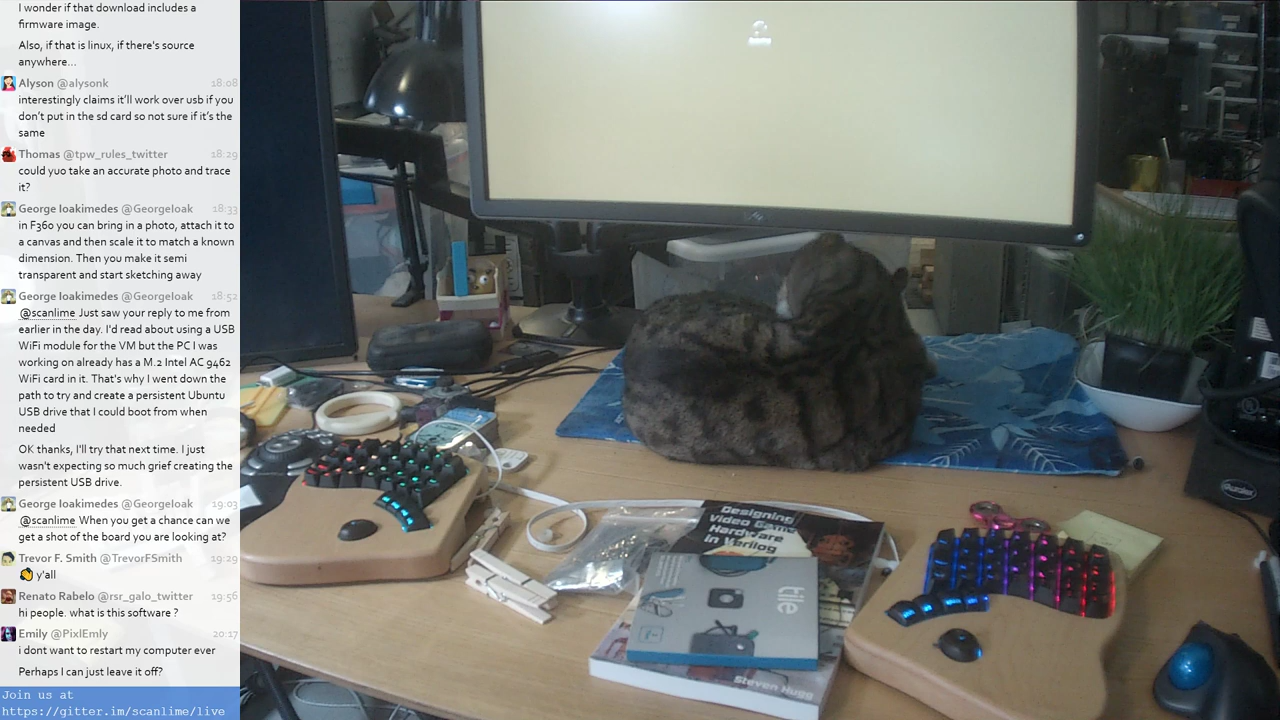 I wonder if that download includes a
firmware image.
Also, if that is linux, if there's source
anywhere...
Alyson @alysonk 18:08
interestingly claims it'll work over usb if you
don't put in the sd card so not sure if it's the
same
Thomas @tpw_rules_twitter 18:29
could yuo take an accurate photo and trace
it?
George Ioakimedes @GeorgeIoak 18:33
in F360 you can bring in a photo, attach it to
a canvas and then scale it to match a known
dimension. Then you make it semi
transparent and start sketching away
George Ioakimedes @GeorgeIoak 18:52
@scanlime Just saw your reply to me from
earlier in the day. I'd read about using a USB
WiFi module for the VM but the PC I was
working on already has a M.2 Intel AC 9462
WiFi card in it. That's why I went down the
path to try and create a persistent Ubuntu
USB drive that I could boot from when
needed
OK thanks, I'll try that next time. I just
wasn't expecting so much grief creating the
persistent USB drive.
George Ioakimedes @GeorgeIoak 19:03
@scanlime When you get a chance can we
get a shot of the board you are looking at?
Trevor F. Smith @TrevorFSmith 19:29
👋 y'all
Renato Rabelo @rsr_galo_twitter 19:56
hi people. what is this software ?
Emily @PixlEmly 20:17
i dont want to restart my computer ever
Perhaps I can just leave it off?
Join us at
https://gitter.im/scanlime/live
Designing
Video Game
Hardware
in Verilog
tile
Steven Hugg